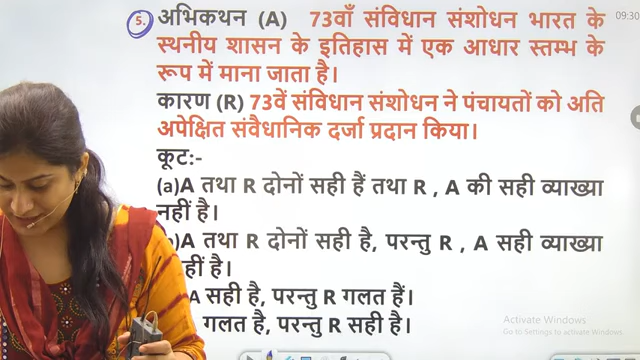 5. अभिकथन (A) 73वाँ संविधान संशोधन भारत के
09:30
स्थनीय शासन के इतिहास में एक आधार स्तम्भ के
रूप में माना जाता है।
कारण (R) 73वें संविधान संशोधन ने पंचायतों को अति
अपेक्षित संवैधानिक दर्जा प्रदान किया।
कूट:-
(a)A तथा R दोनों सही हैं तथा R , A की सही व्याख्या
नहीं है।
)A तथा R दोनों सही है, परन्तु R , A सही व्याख्या
हीं है।
A सही है, परन्तु R गलत हैं।
गलत है, परन्तु R सही है।
Activate Windows
Go to Settings to activate Windows.